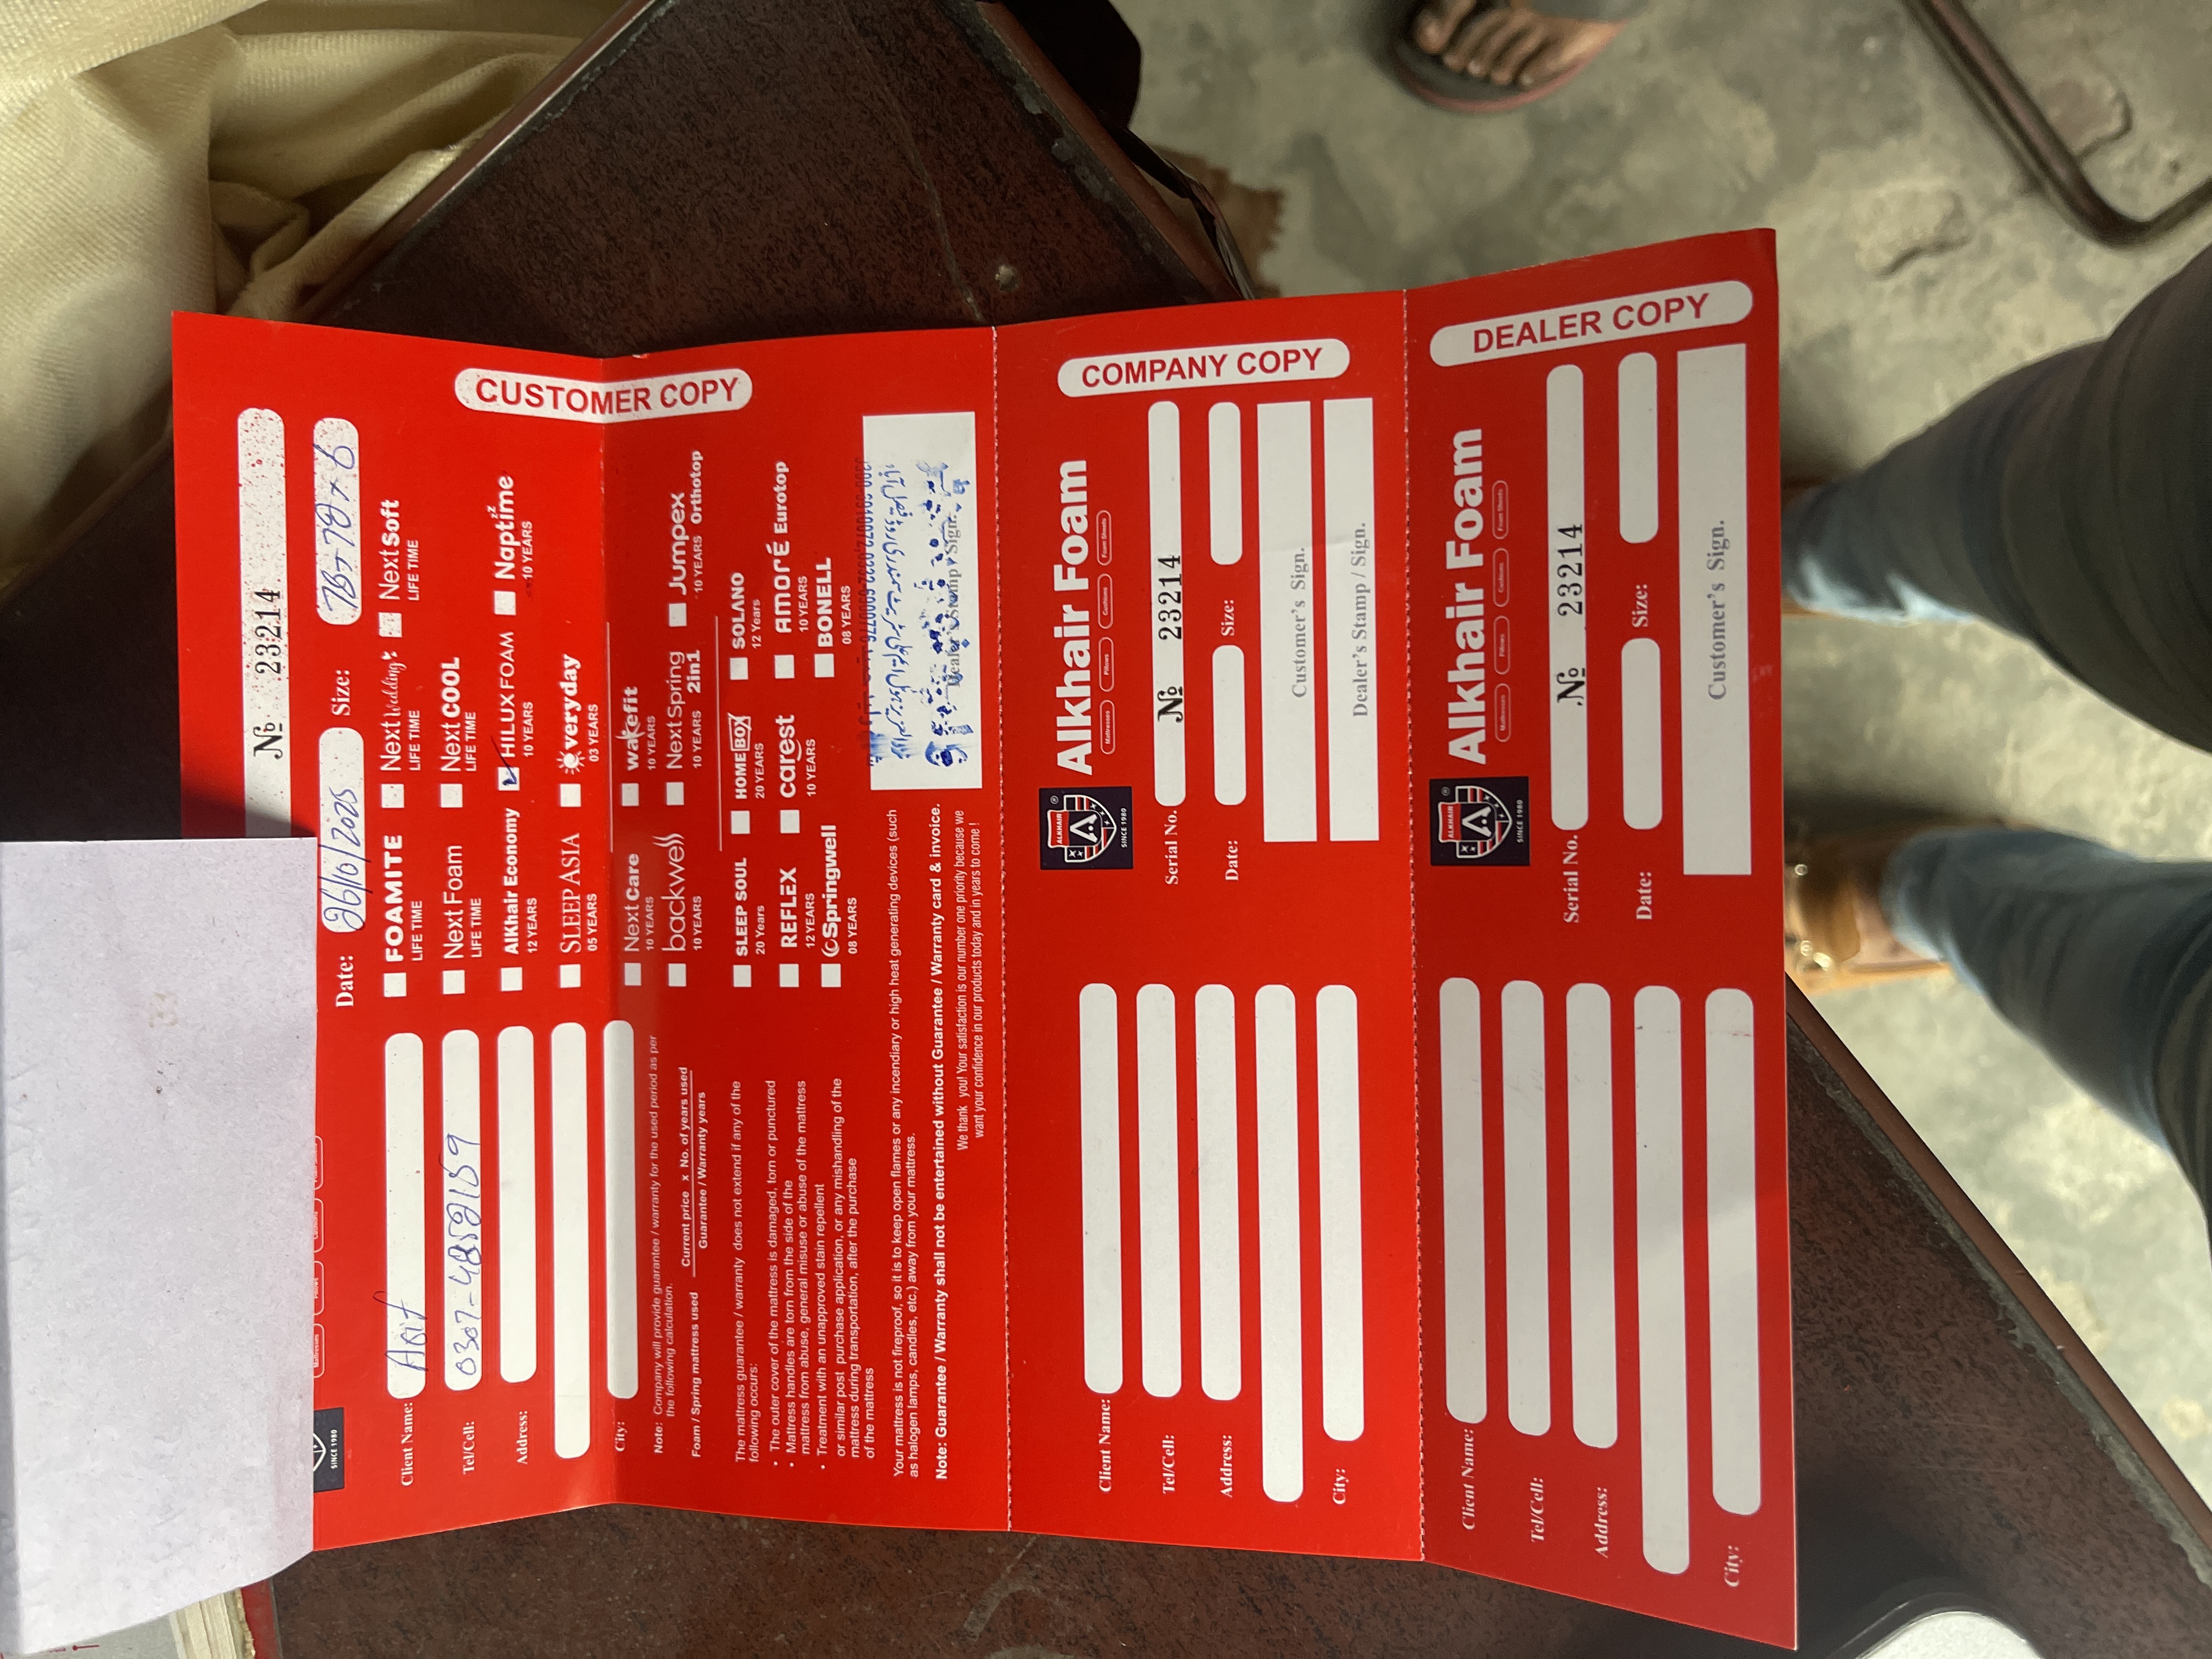 CUSTOMER COPY
№ 23214
Date: 26/10/2025 Size: 78+78+6
SINCE 1980
Client Name: Arif
Tel/Cell:
Address:
City:
FOAMITE
LIFE TIME
Next Wedding
LIFE TIME
NextSoft
LIFE TIME
Next Foam
LIFE TIME
Next COOL
LIFE TIME
AlKhair Economy
12 YEARS
HILUX FOAM
10 YEARS
Naptime
10 YEARS
SLEEP ASIA
05 YEARS
everyday
03 YEARS
Next Care
10 YEARS
wakefit
10 YEARS
backwell
10 YEARS
Next Spring 2in1
10 YEARS
Jumpex
10 YEARS Orthotop
SLEEP SOUL
20 Years
HOME BOX
20 YEARS
SOLANO
12 Years
REFLEX
12 YEARS
carest
10 YEARS
AMORÉ Eurotop
10 YEARS
Springwell
08 YEARS
BONELL
08 YEARS
Note: Company will provide guarantee / warranty for the used period as per
the following calculation.
Foam / Spring mattress used
Current price x No. of years used
Guarantee / Warranty years
The mattress guarantee / warranty does not extend if any of the
following occurs:
• The outer cover of the mattress is damaged, torn or punctured
• Mattress handles are torn from the side of the
mattress from abuse, general misuse or abuse of the mattress
• Treatment with an unapproved stain repellent
or similar post purchase application, or any mishandling of the
mattress during transportation, after the purchase
of the mattress
Your mattress is not fireproof, so it is to keep open flames or any incendiary or high heat generating devices (such
as halogen lamps, candles, etc.) away from your mattress.
Note: Guarantee / Warranty shall not be entertained without Guarantee / Warranty card & invoice.
We thank you! Your satisfaction is our number one priority because we
want your confidence in our products today and in years to come !
Dealer's Stamp / Sign.
COMPANY COPY
ALKHAIR
SINCE 1980
Alkhair Foam
Mattresses Pillows Cushions Foam Sheets
Serial No. № 23214
Date: Size:
Customer's Sign.
Dealer's Stamp / Sign.
Client Name:
Tel/Cell:
Address:
City:
DEALER COPY
ALKHAIR
SINCE 1980
Alkhair Foam
Mattresses Pillows Cushions Foam Sheets
Serial No. № 23214
Date: Size:
Customer's Sign.
Client Name:
Tel/Cell:
Address:
City: